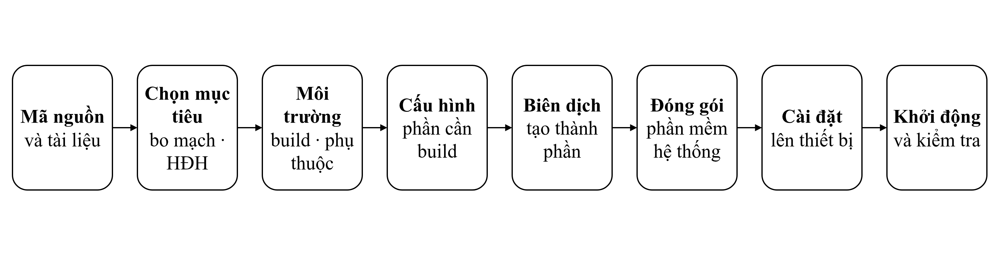 Mã nguồn
và tài liệu
Chọn mục
tiêu
bo mạch ·
HĐH
Môi
trường
build · phụ
thuộc
Cấu hình
phần cần
build
Biên dịch
tạo thành
phần
Đóng gói
phần mềm
hệ thống
Cài đặt
lên thiết bị
Khởi động
và kiểm tra